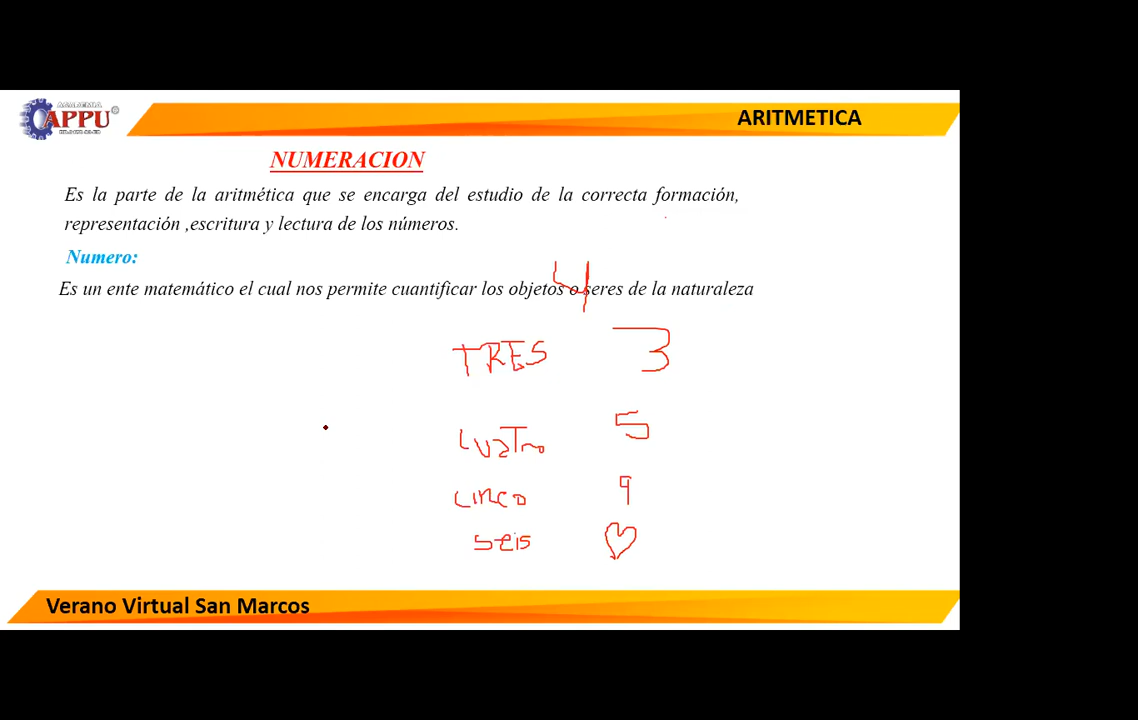 ACADEMIA
APPU
ARITMETICA
NUMERACION
Es la parte de la aritmética que se encarga del estudio de la correcta formación,
representación ,escritura y lectura de los números.
Numero:
4
Es un ente matemático el cual nos permite cuantificar los objetos o seres de la naturaleza
TRES 3
CUATRO 5
CINCO 9
SEIS
Verano Virtual San Marcos